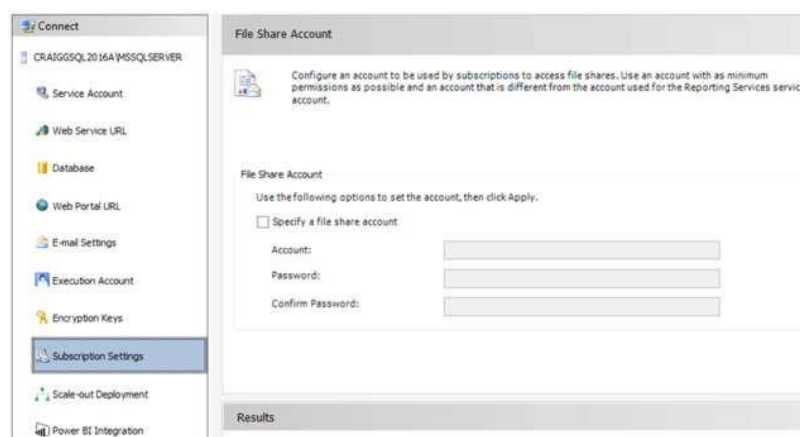 Connect
CRAIGGSQL2016A\MSSQLSERVER
Service Account
Web Service URL
Database
Web Portal URL
E-mail Settings
Execution Account
Encryption Keys
Subscription Settings
Scale-out Deployment
Power BI Integration
File Share Account
Configure an account to be used by subscriptions to access file shares. Use an account with as minimum
permissions as possible and an account that is different from the account used for the Reporting Services servic
account.
File Share Account
Use the following options to set the account, then click Apply.
Specify a file share account
Account:
Password:
Confirm Password:
Results